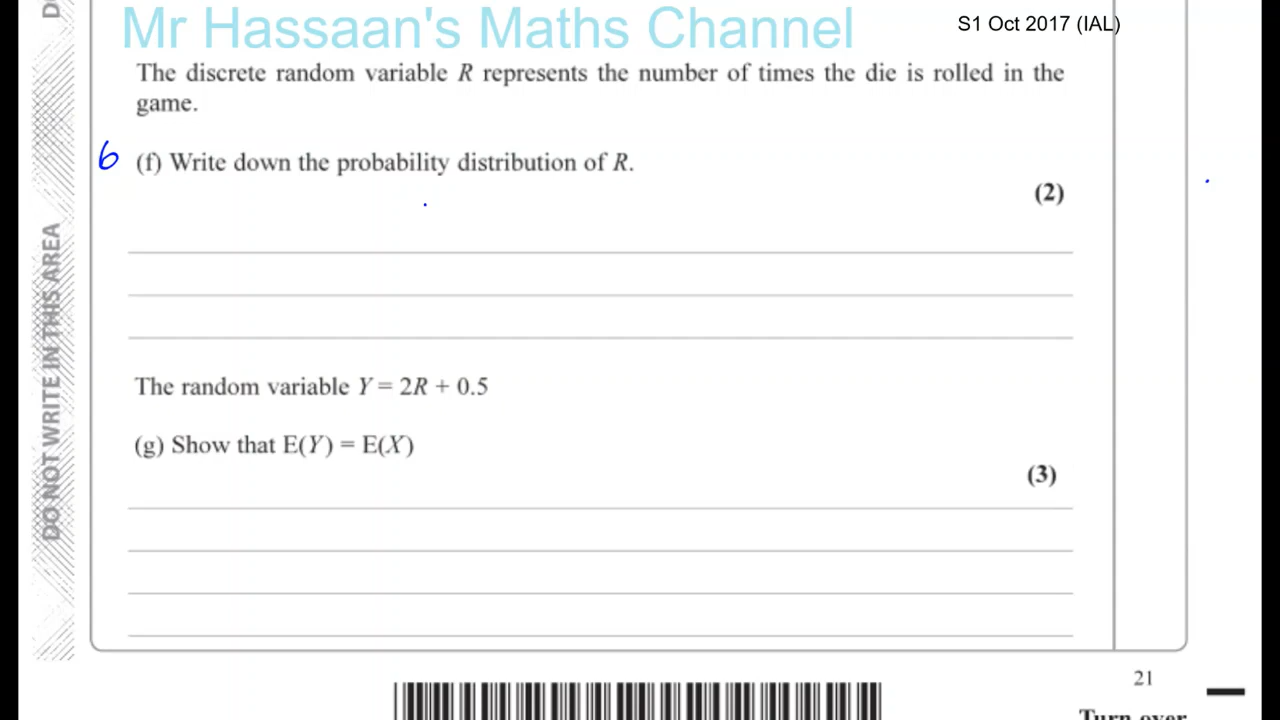 Mr Hassaan's Maths Channel
S1 Oct 2017 (IAL)
The discrete random variable R represents the number of times the die is rolled in the
game.
6 (f) Write down the probability distribution of R.
(2)
The random variable Y = 2R + 0.5
(g) Show that E(Y) = E(X)
(3)
DO NOT WRITE IN THIS AREA
21
Turn over